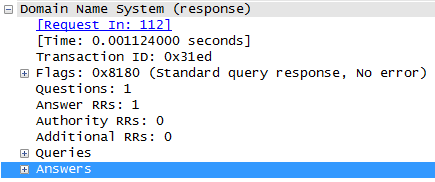 Domain Name System (response)
[Request In: 112]
[Time: 0.001124000 seconds]
Transaction ID: 0x31ed
Flags: 0x8180 (Standard query response, No error)
Questions: 1
Answer RRs: 1
Authority RRs: 0
Additional RRs: 0
Queries
Answers